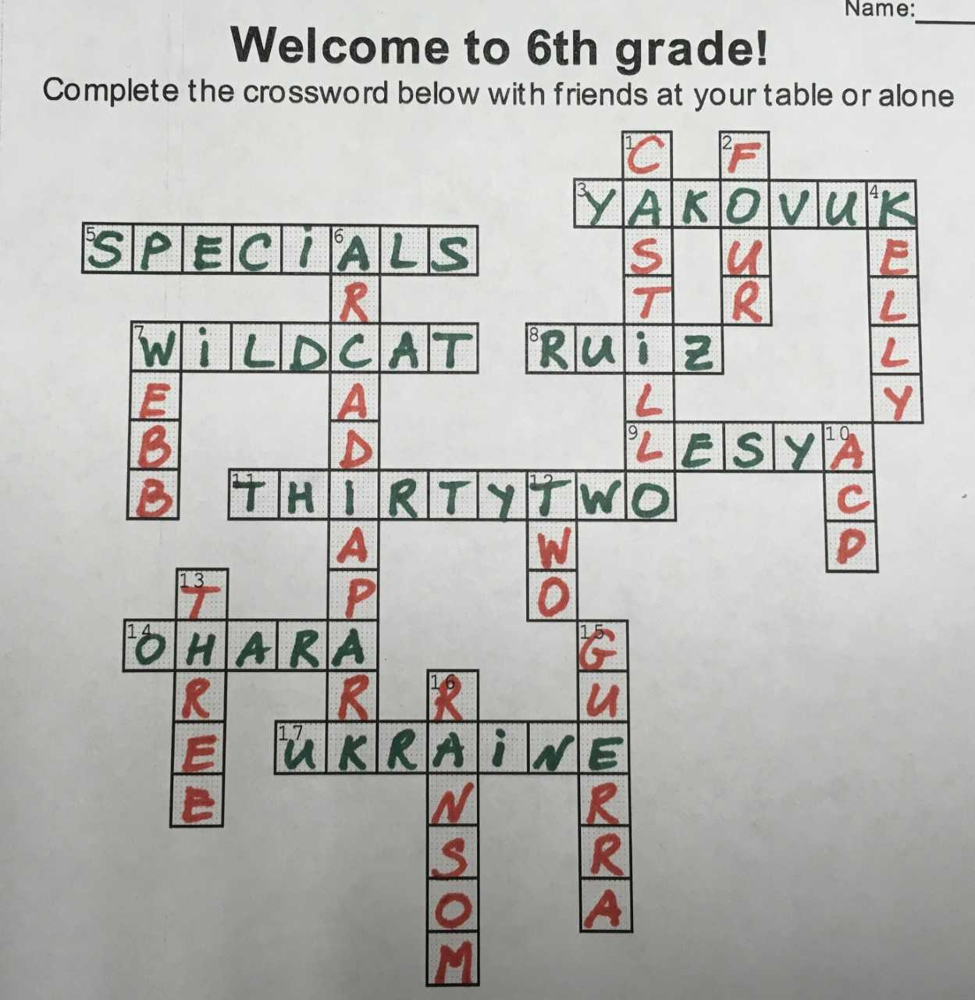 Name:
Welcome to 6th grade!
Complete the crossword below with friends at your table or alone
1 CASTILLO
2 FOUR
3 YAKOVUK
4 KELLY
5 SPECiALS
6 ARCADIAPARK
7 WiLDCAT
7 WEBB
8 RUiZ
9 LESYA
10 ACP
11 THIRTYTWO
12 TWO
13 THREE
14 OHARA
15 GUERRA
16 RANSOM
17 UKRAiNE